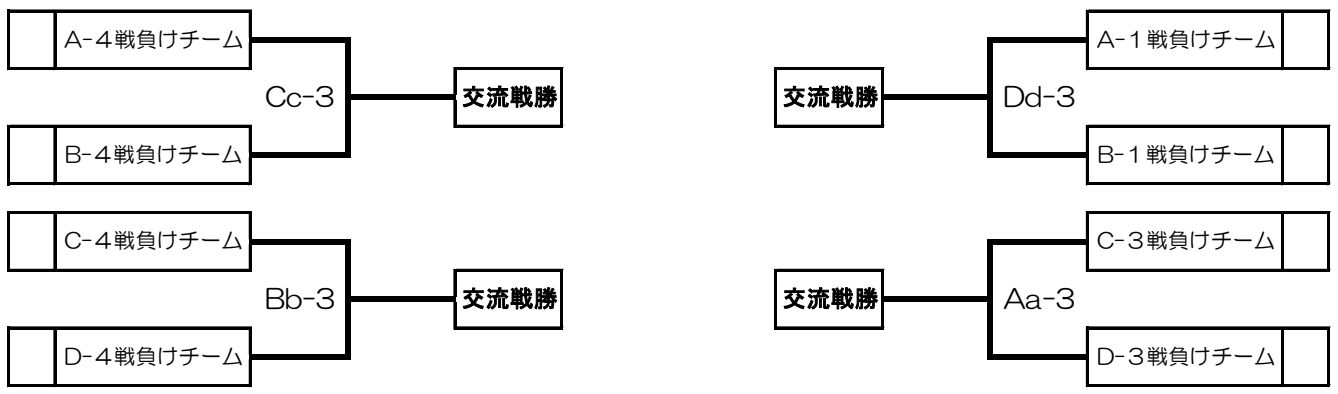 A-4戦負けチーム
Cc-3
交流戦勝
B-4戦負けチーム
C-4戦負けチーム
Bb-3
交流戦勝
D-4戦負けチーム
A-1戦負けチーム
交流戦勝
Dd-3
B-1戦負けチーム
C-3戦負けチーム
交流戦勝
Aa-3
D-3戦負けチーム